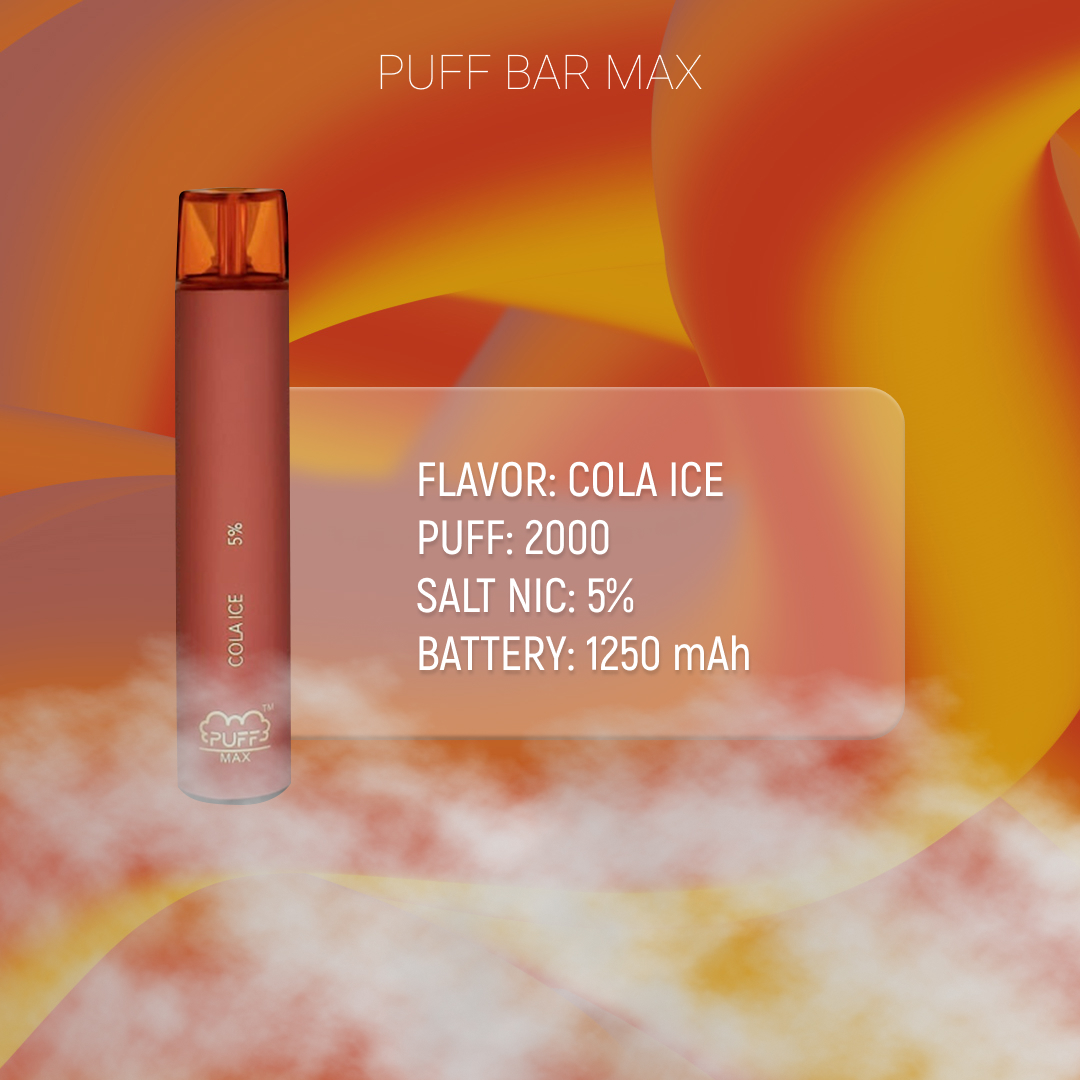 PUFF BAR MAX
FLAVOR: COLA ICE
PUFF: 2000
SALT NIC: 5%
BATTERY: 1250 mAh
COLA ICE 5%
PUFF TM
MAX